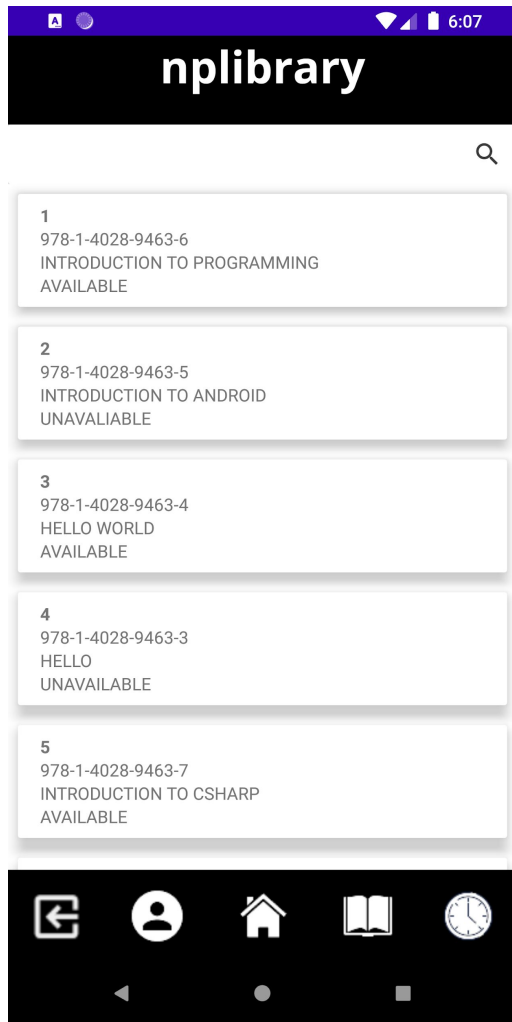 A
6:07
nplibrary
1
978-1-4028-9463-6
INTRODUCTION TO PROGRAMMING
AVAILABLE
2
978-1-4028-9463-5
INTRODUCTION TO ANDROID
UNAVALIABLE
3
978-1-4028-9463-4
HELLO WORLD
AVAILABLE
4
978-1-4028-9463-3
HELLO
UNAVAILABLE
5
978-1-4028-9463-7
INTRODUCTION TO CSHARP
AVAILABLE